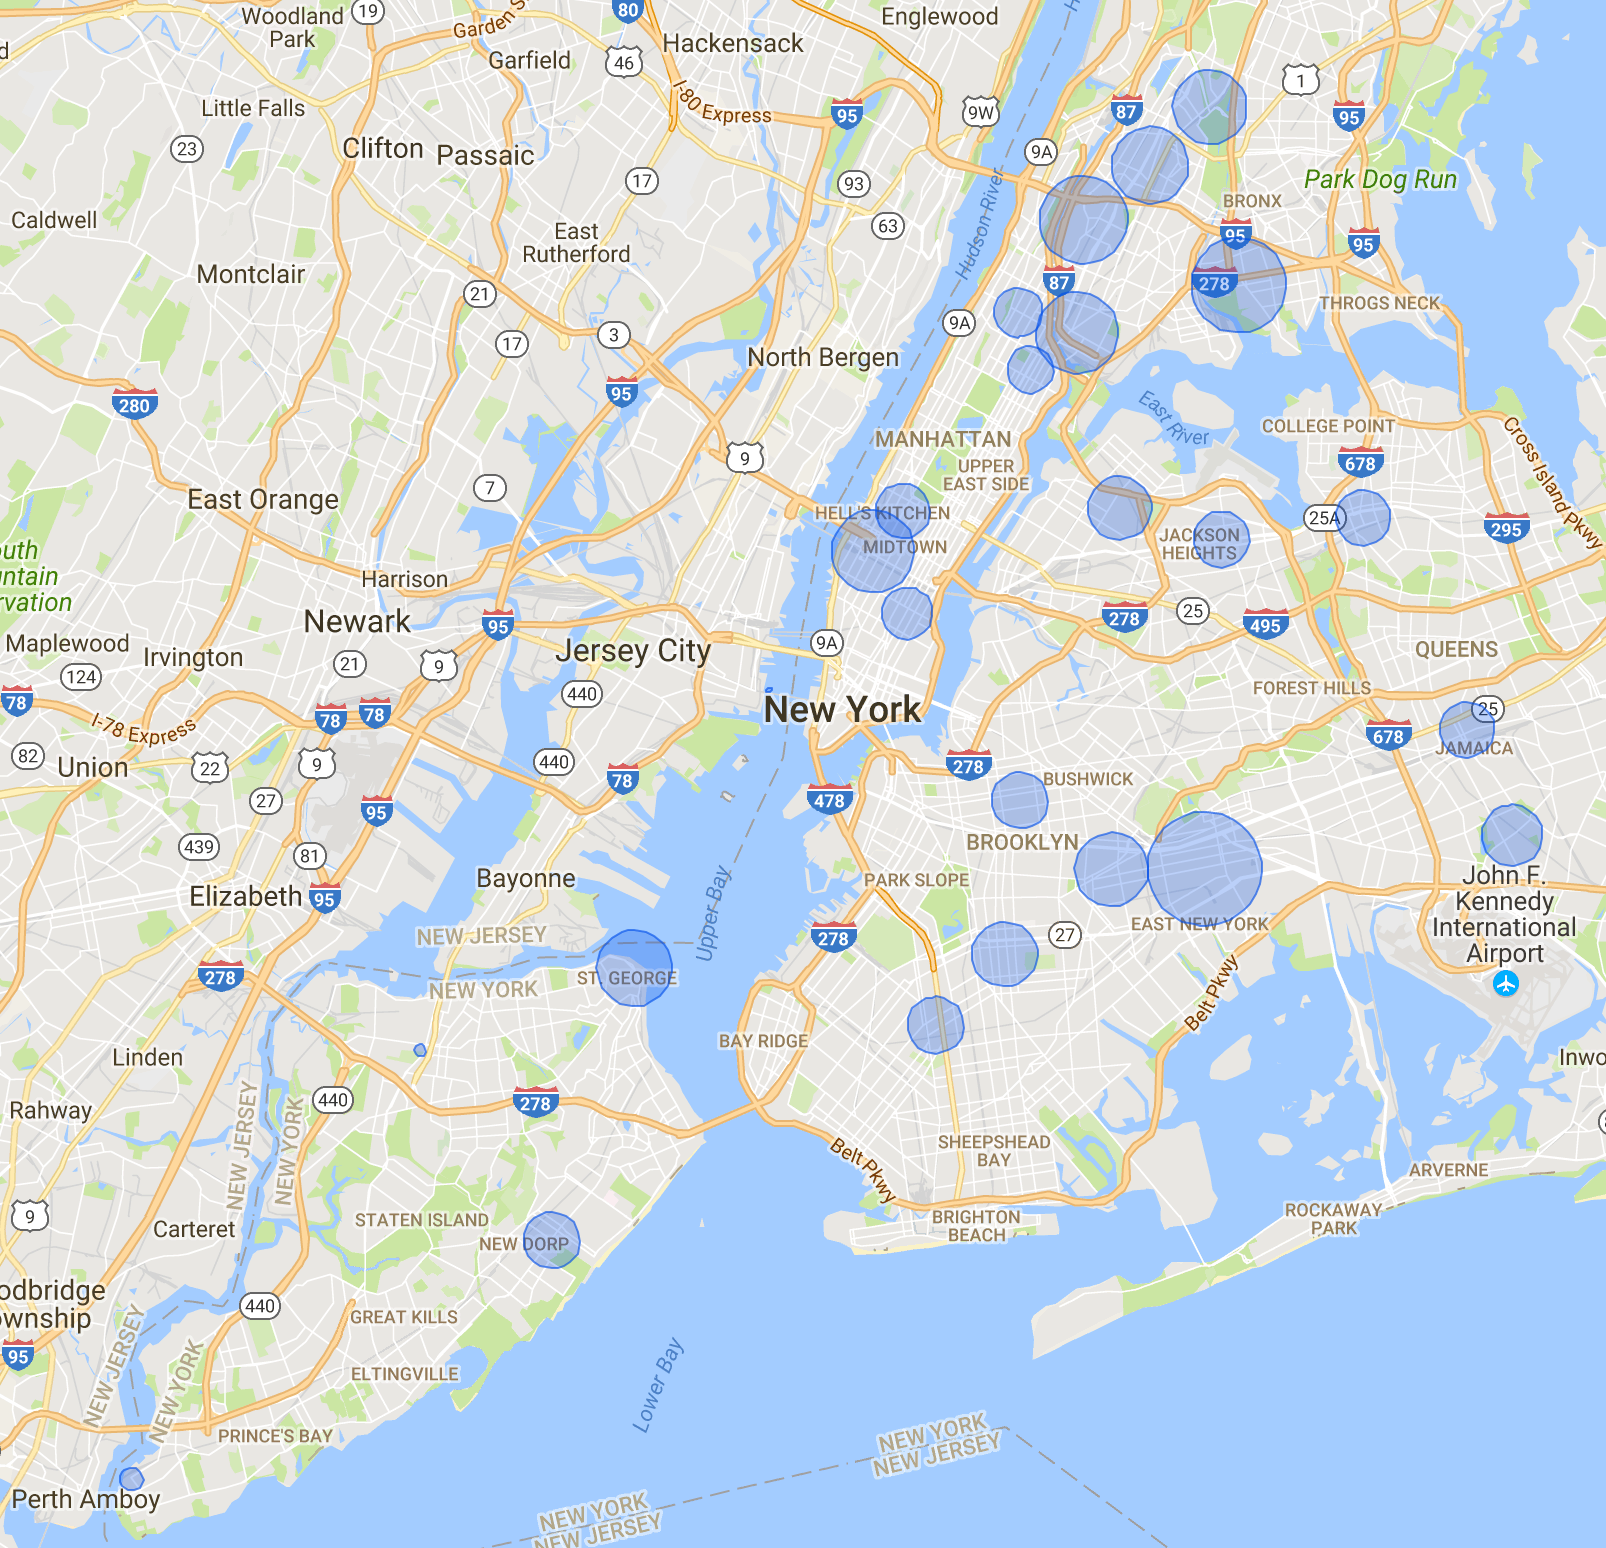 Woodland
Park
19
Garden S
80
Englewood
Hackensack
46
Garfield
I-80 Express
1
Little Falls
95
9W
87
95
23
Clifton
Passaic
9A
17
93
Park Dog Run
BRONX
Caldwell
63
Hudson River
East
Rutherford
95
95
Montclair
21
87
278
THROGS NECK
17
3
9A
North Bergen
280
95
East River
MANHATTAN
COLLEGE POINT
Cross Island Pkwy
9
UPPER
EAST SIDE
678
7
East Orange
HELL'S KITCHEN
25A
295
MIDTOWN
JACKSON
HEIGHTS
outh
untain
rvation
Harrison
Newark
95
278
25
495
Maplewood
Irvington
21
9
Jersey City
9A
QUEENS
124
440
FOREST HILLS
78
I-78 Express
78
78
New York
25
678
JAMAICA
82
Union
22
9
440
78
278
BUSHWICK
27
95
478
439
81
BROOKLYN
Elizabeth
95
Bayonne
PARK SLOPE
John F.
Kennedy
International
Airport
Upper Bay
EAST NEW YORK
NEW JERSEY
278
27
278
ST. GEORGE
NEW YORK
Belt Pkwy
BAY RIDGE
Linden
Inwo
Rahway
440
278
NEW JERSEY
NEW YORK
SHEEPSHEAD
BAY
Belt Pkwy
ARVERNE
9
Carteret
STATEN ISLAND
NEW DORP
BRIGHTON
BEACH
ROCKAWAY
PARK
odbridge
ownship
440
GREAT KILLS
95
NEW JERSEY
NEW YORK
ELTINGVILLE
Lower Bay
PRINCE'S BAY
NEW YORK
NEW JERSEY
Perth Amboy
NEW YORK
NEW JERSEY